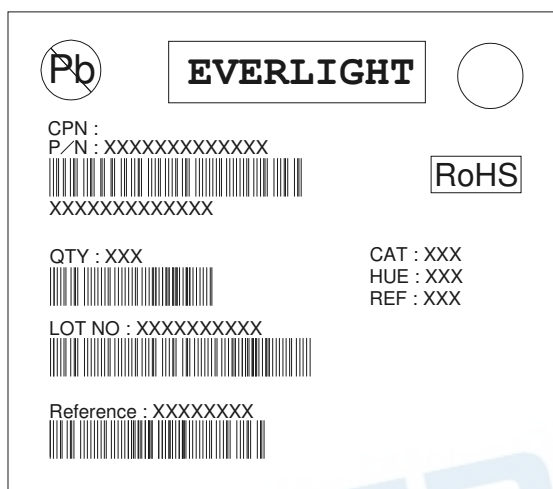 Pb
EVERLIGHT
CPN :
P/N : XXXXXXXXXXXXX
RoHS
XXXXXXXXXXXXX
QTY : XXX
CAT : XXX
HUE : XXX
REF : XXX
LOT NO : XXXXXXXXXX
Reference : XXXXXXXX